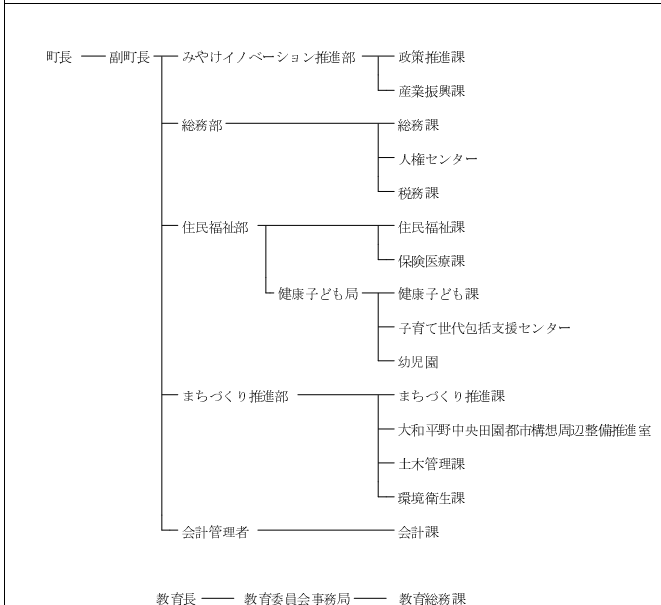 町長 副町長 みやけイノベーション推進部 政策推進課
産業振興課
総務部 総務課
人権センター
税務課
住民福祉部 住民福祉課
保険医療課
健康子ども局 健康子ども課
子育て世代包括支援センター
幼児園
まちづくり推進部 まちづくり推進課
大和平野中央田園都市構想周辺整備推進室
土木管理課
環境衛生課
会計管理者 会計課
教育長 教育委員会事務局 教育総務課